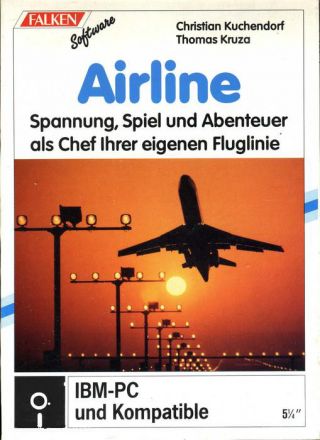 FALKEN
Software
Christian Kuchendorf
Thomas Kruza
Airline
Spannung, Spiel und Abenteuer
als Chef Ihrer eigenen Fluglinie
IBM-PC
und Kompatible
5¼"